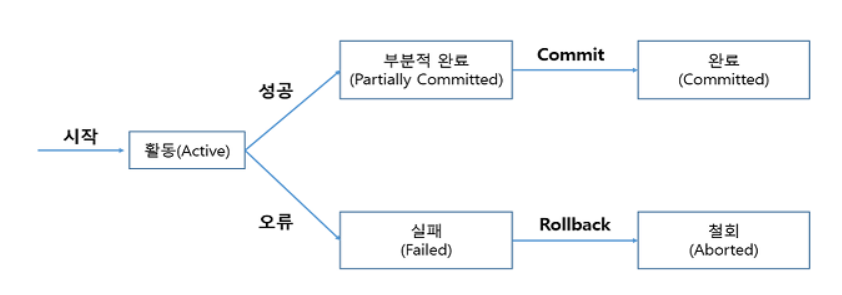 시작
활동(Active)
성공
부분적 완료
(Partially Committed)
Commit
완료
(Committed)
오류
실패
(Failed)
Rollback
철회
(Aborted)